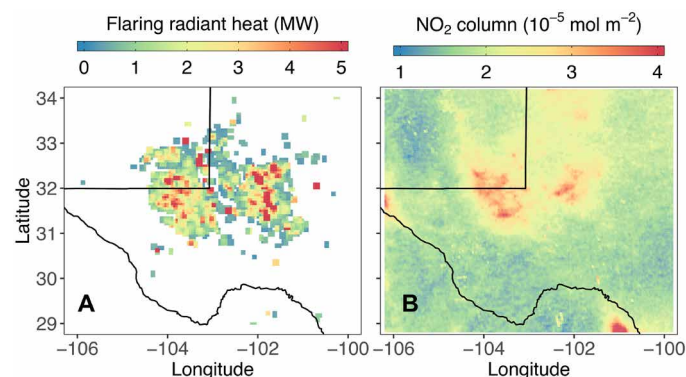 Flaring radiant heat (MW)
0 1 2 3 4 5
NO₂ column (10⁻⁵ mol m⁻²)
1 2 3 4
Latitude
34
33
32
31
30
29
A
B
−106 −104 −102 −100
−106 −104 −102 −100
Longitude
Longitude